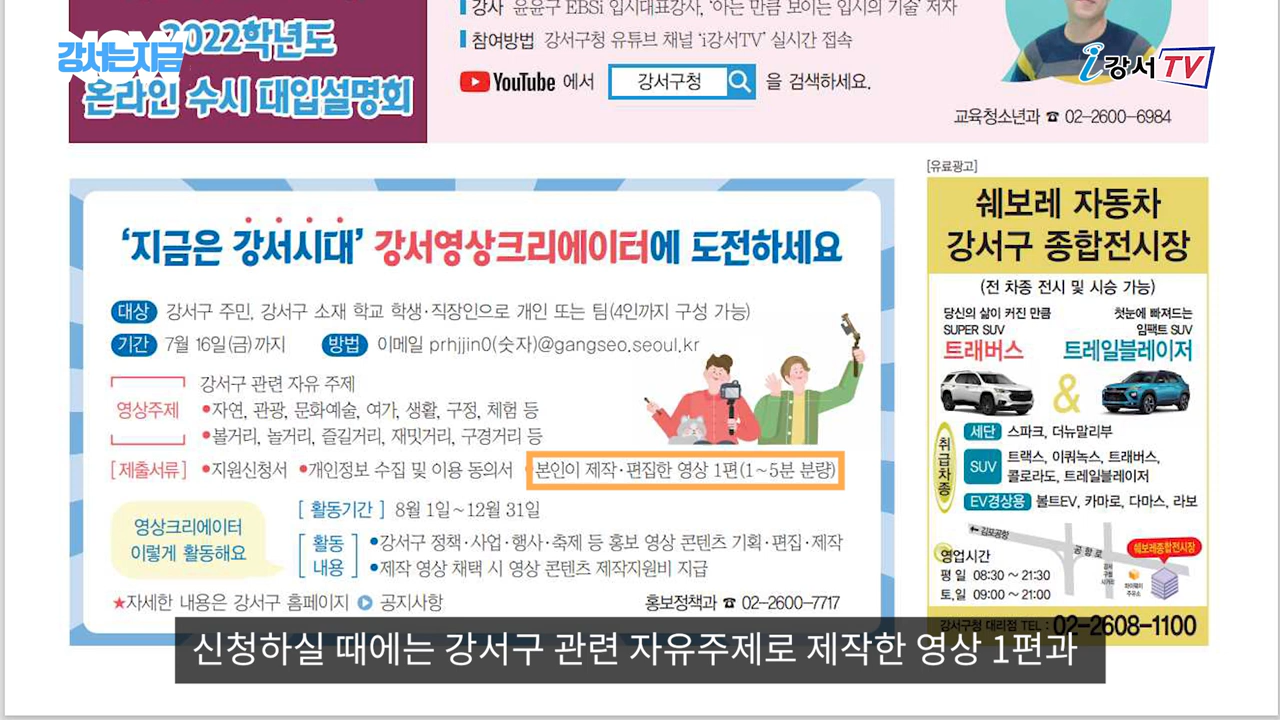 강서는지금
2022학년도
온라인 수시 대입설명회
강사 윤윤구 EBSi 입시대표강사, '아는 만큼 보이는 입시의 기술' 저자
참여방법 강서구청 유튜브 채널 'i강서TV' 실시간 접속
YouTube 에서 강서구청 을 검색하세요.
교육청소년과 ☎ 02-2600-6984
i강서TV
'지금은 강서시대' 강서영상크리에이터에 도전하세요
대상 강서구 주민, 강서구 소재 학교 학생·직장인으로 개인 또는 팀(4인까지 구성 가능)
기간 7월 16일(금)까지 방법 이메일 prhjjin0(숫자)@gangseo.seoul.kr
영상주제 강서구 관련 자유 주제
•자연, 관광, 문화예술, 여가, 생활, 구정, 체험 등
•볼거리, 놀거리, 즐길거리, 재밋거리, 구경거리 등
[제출서류] •지원신청서 •개인정보 수집 및 이용 동의서 본인이 제작·편집한 영상 1편(1~5분 분량)
영상크리에이터
이렇게 활동해요
[활동기간] 8월 1일~12월 31일
[활동내용] •강서구 정책·사업·행사·축제 등 홍보 영상 콘텐츠 기획·편집·제작
•제작 영상 채택 시 영상 콘텐츠 제작지원비 지급
★자세한 내용은 강서구 홈페이지 ▶ 공지사항
홍보정책과 ☎ 02-2600-7717
[유료광고]
쉐보레 자동차
강서구 종합전시장
(전 차종 전시 및 시승 가능)
당신의 삶이 커진 만큼
SUPER SUV
트래버스
첫눈에 빠져드는
임팩트 SUV
트레일블레이저
&
취급차종
세단 스파크, 더뉴말리부
SUV 트랙스, 이쿼녹스, 트래버스,
콜로라도, 트레일블레이저
EV경상용 볼트EV, 카마로, 다마스, 라보
김포공항
공항로
쉐보레종합전시장
영업시간
평 일 08:30 ~ 21:30
토,일 09:00 ~ 21:00
강서구청 대리점 TEL : 02-2608-1100
신청하실 때에는 강서구 관련 자유주제로 제작한 영상 1편과